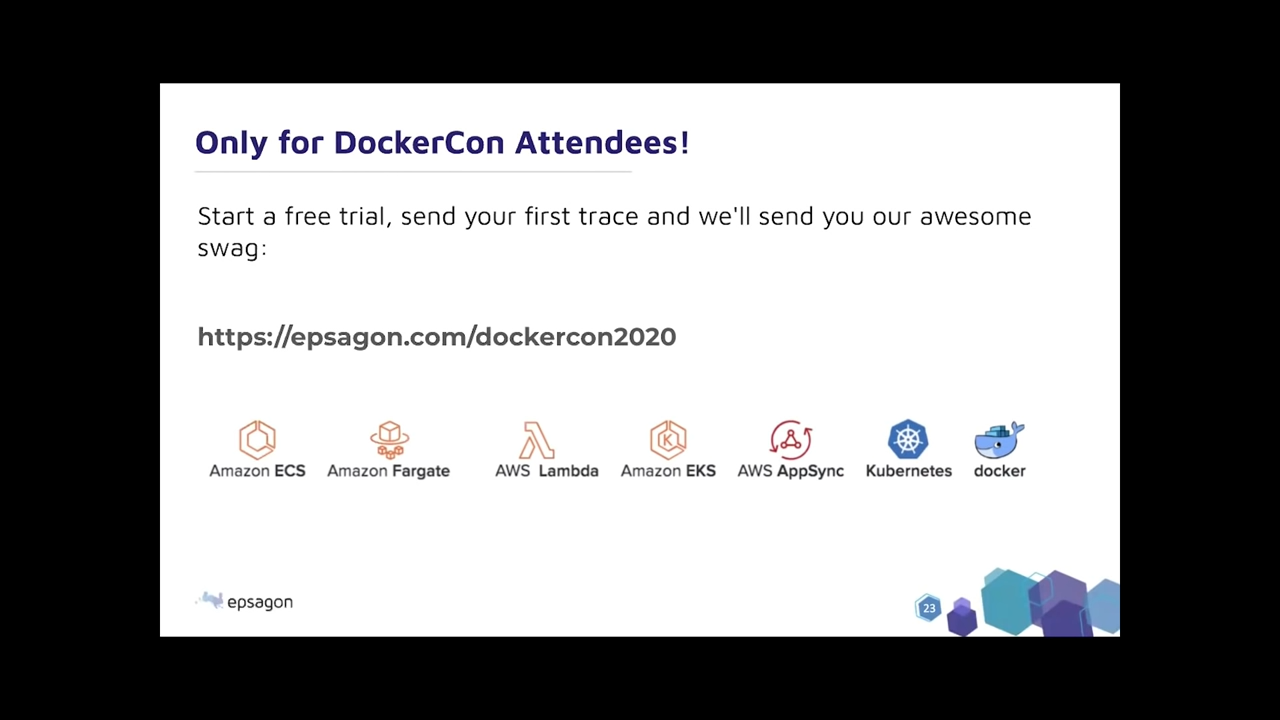 Only for DockerCon Attendees!
Start a free trial, send your first trace and we'll send you our awesome
swag:
https://epsagon.com/dockercon2020
Amazon ECS Amazon Fargate AWS Lambda Amazon EKS AWS AppSync Kubernetes docker
epsagon
23